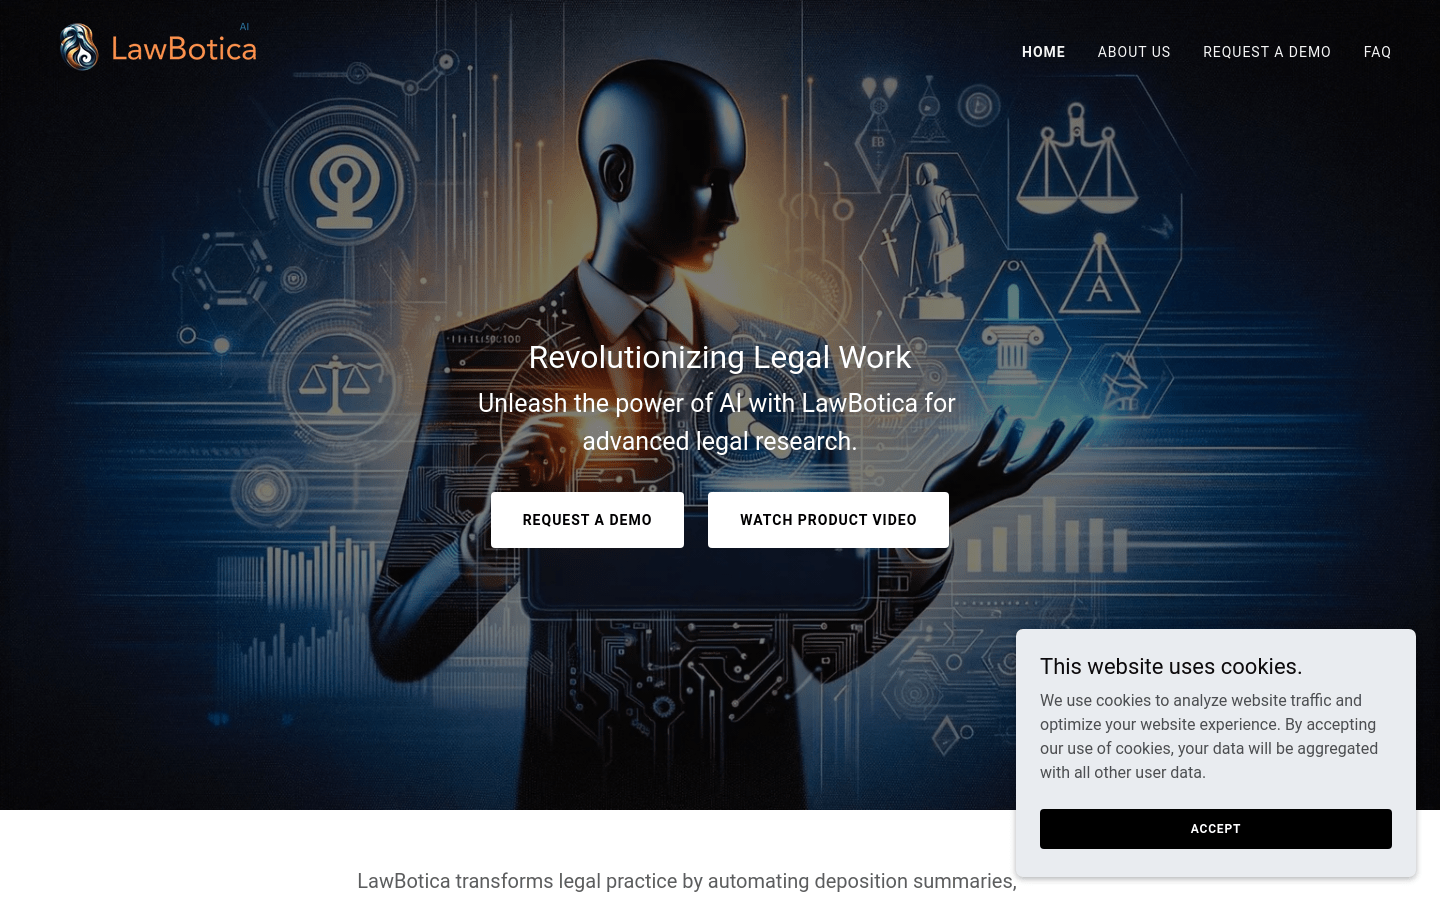 AI
LawBotica
HOME
ABOUT US
REQUEST A DEMO
FAQ
Revolutionizing Legal Work
Unleash the power of AI with LawBotica for
advanced legal research.
REQUEST A DEMO
WATCH PRODUCT VIDEO
This website uses cookies.
We use cookies to analyze website traffic and
optimize your website experience. By accepting
our use of cookies, your data will be aggregated
with all other user data.
ACCEPT
LawBotica transforms legal practice by automating deposition summaries,